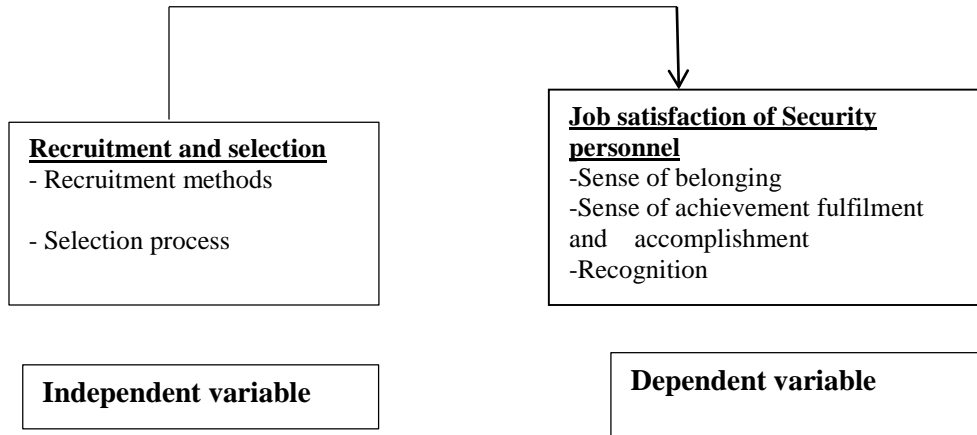 Recruitment and selection
- Recruitment methods
- Selection process
Job satisfaction of Security
personnel
-Sense of belonging
-Sense of achievement fulfilment
and accomplishment
-Recognition
Independent variable
Dependent variable